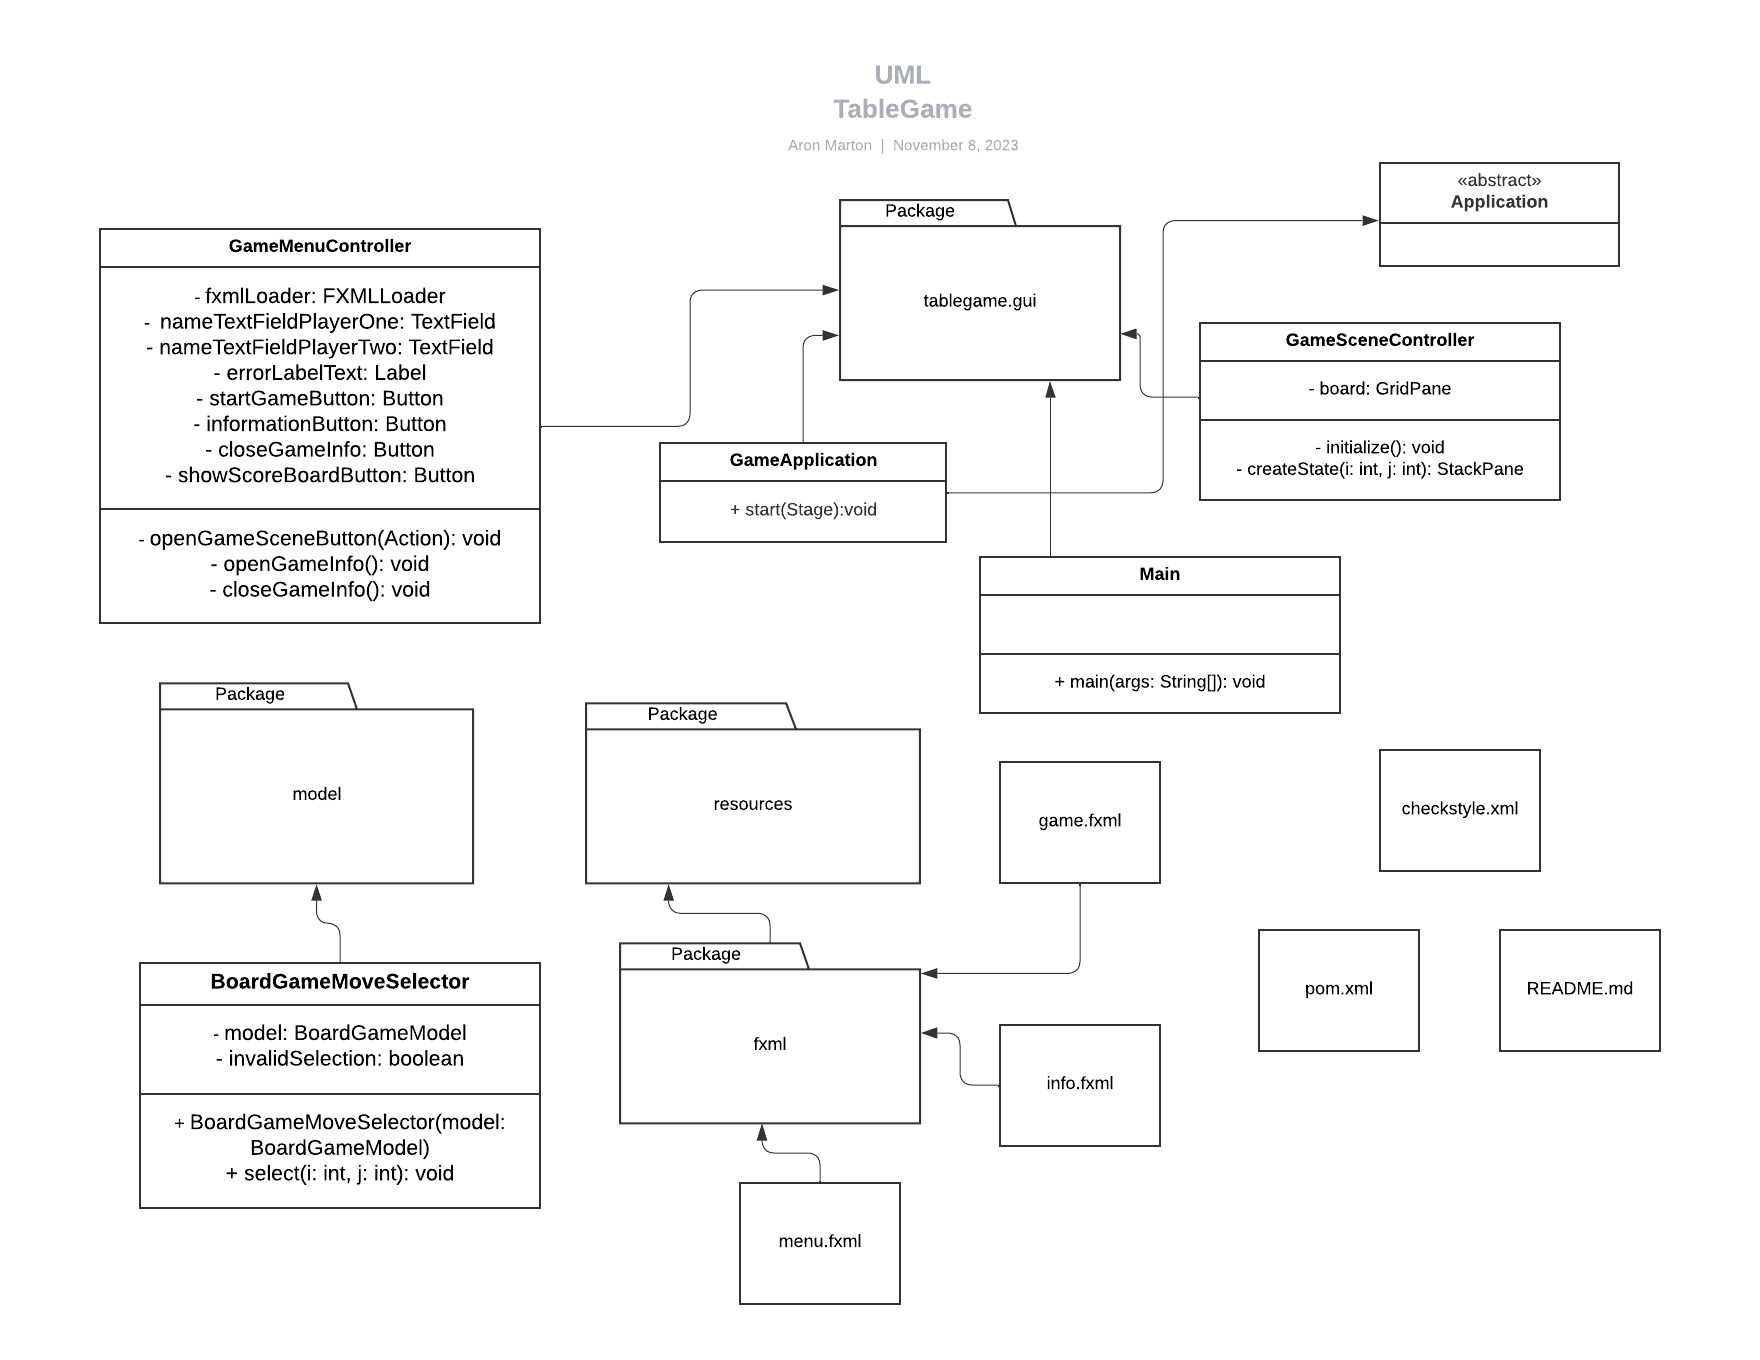 UML
TableGame
Aron Marton | November 8, 2023
«abstract»
Application
Package
tablegame.gui
GameMenuController
- fxmlLoader: FXMLLoader
- nameTextFieldPlayerOne: TextField
- nameTextFieldPlayerTwo: TextField
- errorLabelText: Label
- startGameButton: Button
- informationButton: Button
- closeGameInfo: Button
- showScoreBoardButton: Button
- openGameSceneButton(Action): void
- openGameInfo(): void
- closeGameInfo(): void
GameSceneController
- board: GridPane
- initialize(): void
- createState(i: int, j: int): StackPane
GameApplication
+ start(Stage):void
Main
+ main(args: String[]): void
Package
model
Package
resources
game.fxml
checkstyle.xml
BoardGameMoveSelector
- model: BoardGameModel
- invalidSelection: boolean
+ BoardGameMoveSelector(model:
BoardGameModel)
+ select(i: int, j: int): void
Package
fxml
pom.xml
README.md
info.fxml
menu.fxml